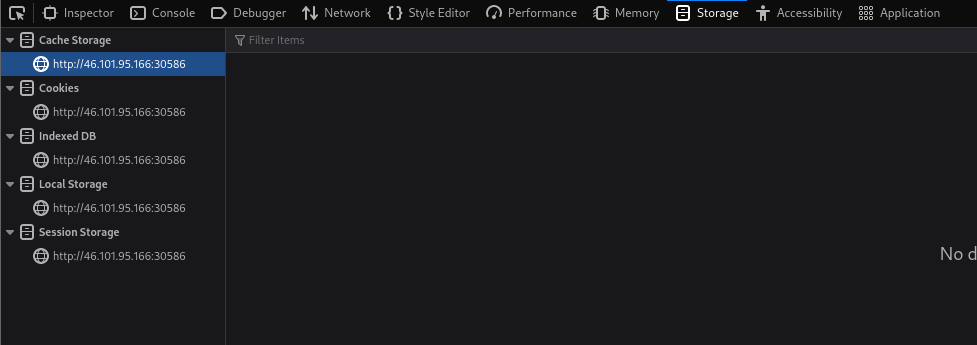 Inspector Console Debugger Network Style Editor Performance Memory Storage Accessibility Application
Cache Storage
Filter Items
http://46.101.95.166:30586
Cookies
http://46.101.95.166:30586
Indexed DB
http://46.101.95.166:30586
Local Storage
http://46.101.95.166:30586
Session Storage
http://46.101.95.166:30586
No d